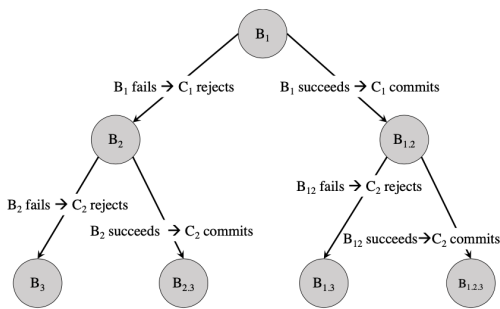 B₁
B₁ fails → C₁ rejects
B₁ succeeds → C₁ commits
B₂
B₁.₂
B₁₂ fails → C₂ rejects
B₂ fails → C₂ rejects
B₂ succeeds → C₂ commits
B₁₂ succeeds→C₂ commits
B₃
B₂.₃
B₁.₃
B₁.₂.₃